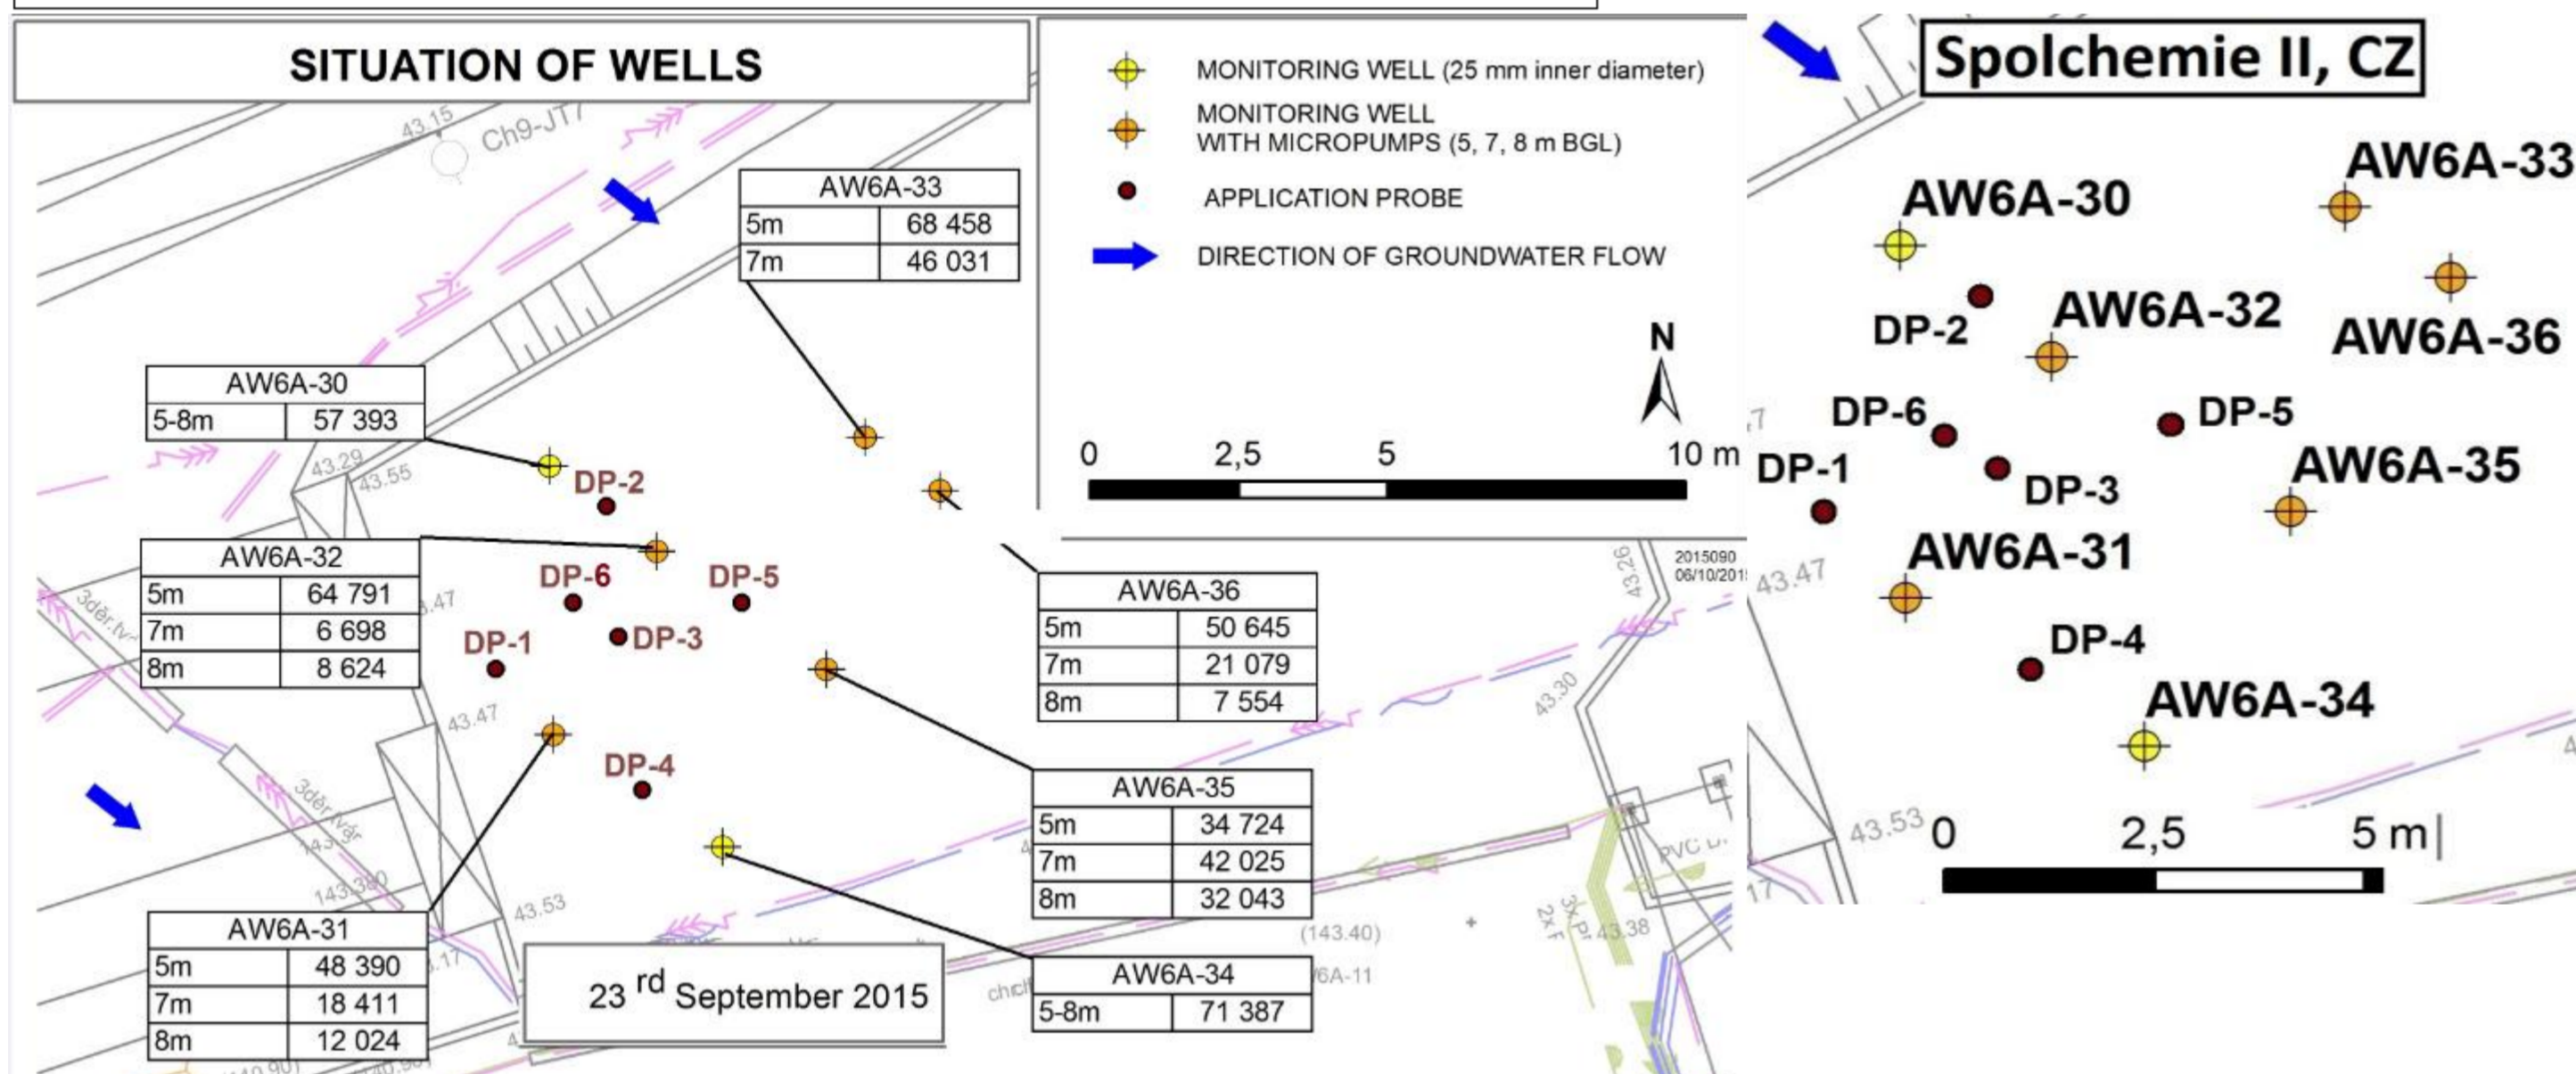 SITUATION OF WELLS
MONITORING WELL (25 mm inner diameter)
MONITORING WELL
WITH MICROPUMPS (5, 7, 8 m BGL)
APPLICATION PROBE
DIRECTION OF GROUNDWATER FLOW
N
0 2,5 5 10 m
43.15
Ch9-JT7
AW6A-33
5m 68 458
7m 46 031
AW6A-30
5-8m 57 393
43.29
43.55
DP-2
AW6A-32
5m 64 791
7m 6 698
8m 8 624
DP-6
DP-5
DP-3
DP-1
43.47
DP-4
AW6A-36
5m 50 645
7m 21 079
8m 7 554
43.26
2015090
43.30
AW6A-35
5m 34 724
7m 42 025
8m 32 043
AW6A-34
5-8m 71 387
AW6A-31
5m 48 390
7m 18 411
8m 12 024
43.53
143.380
(143.40)
43.38
23 rd September 2015
Spolchemie II, CZ
AW6A-33
AW6A-30
AW6A-36
DP-2
AW6A-32
DP-6
DP-5
DP-1
DP-3
AW6A-35
AW6A-31
43.47
DP-4
AW6A-34
43.53
0 2,5 5 m